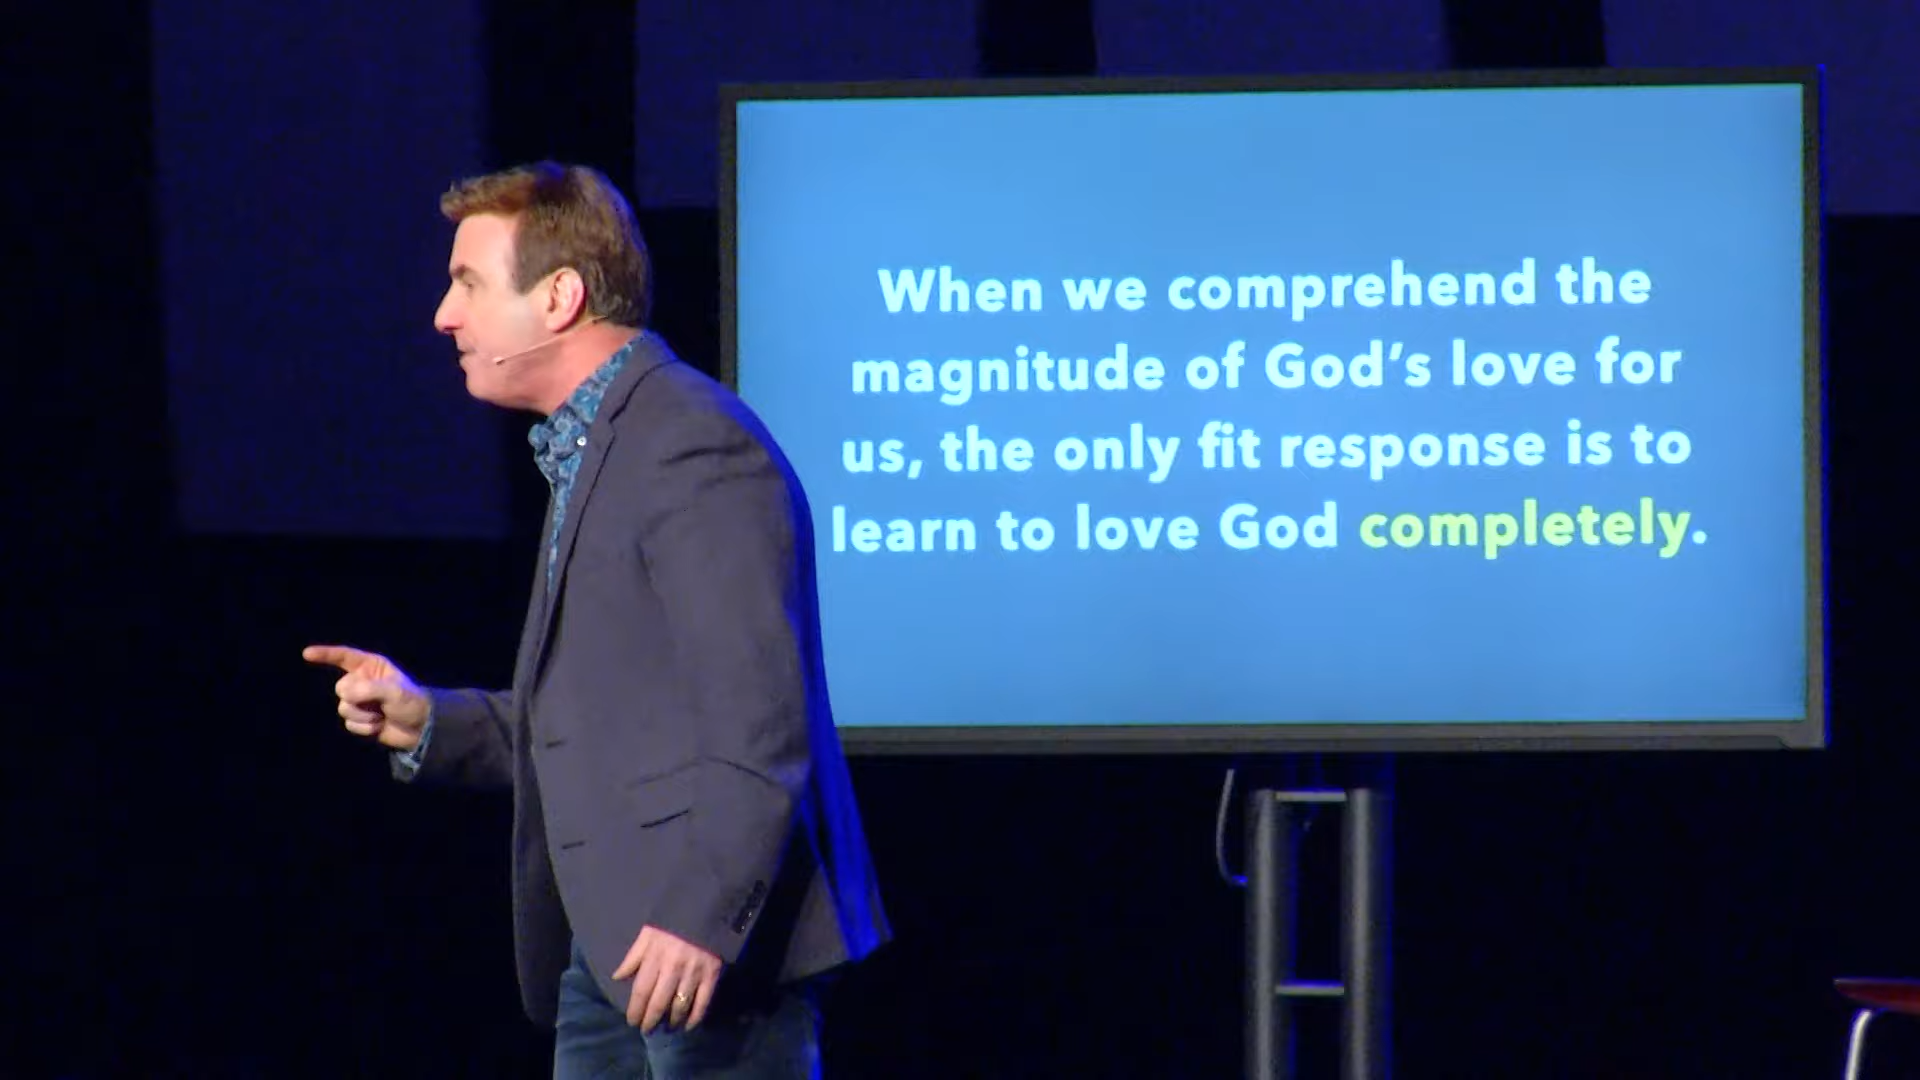 When we comprehend the
magnitude of God's love for
us, the only fit response is to
learn to love God completely.